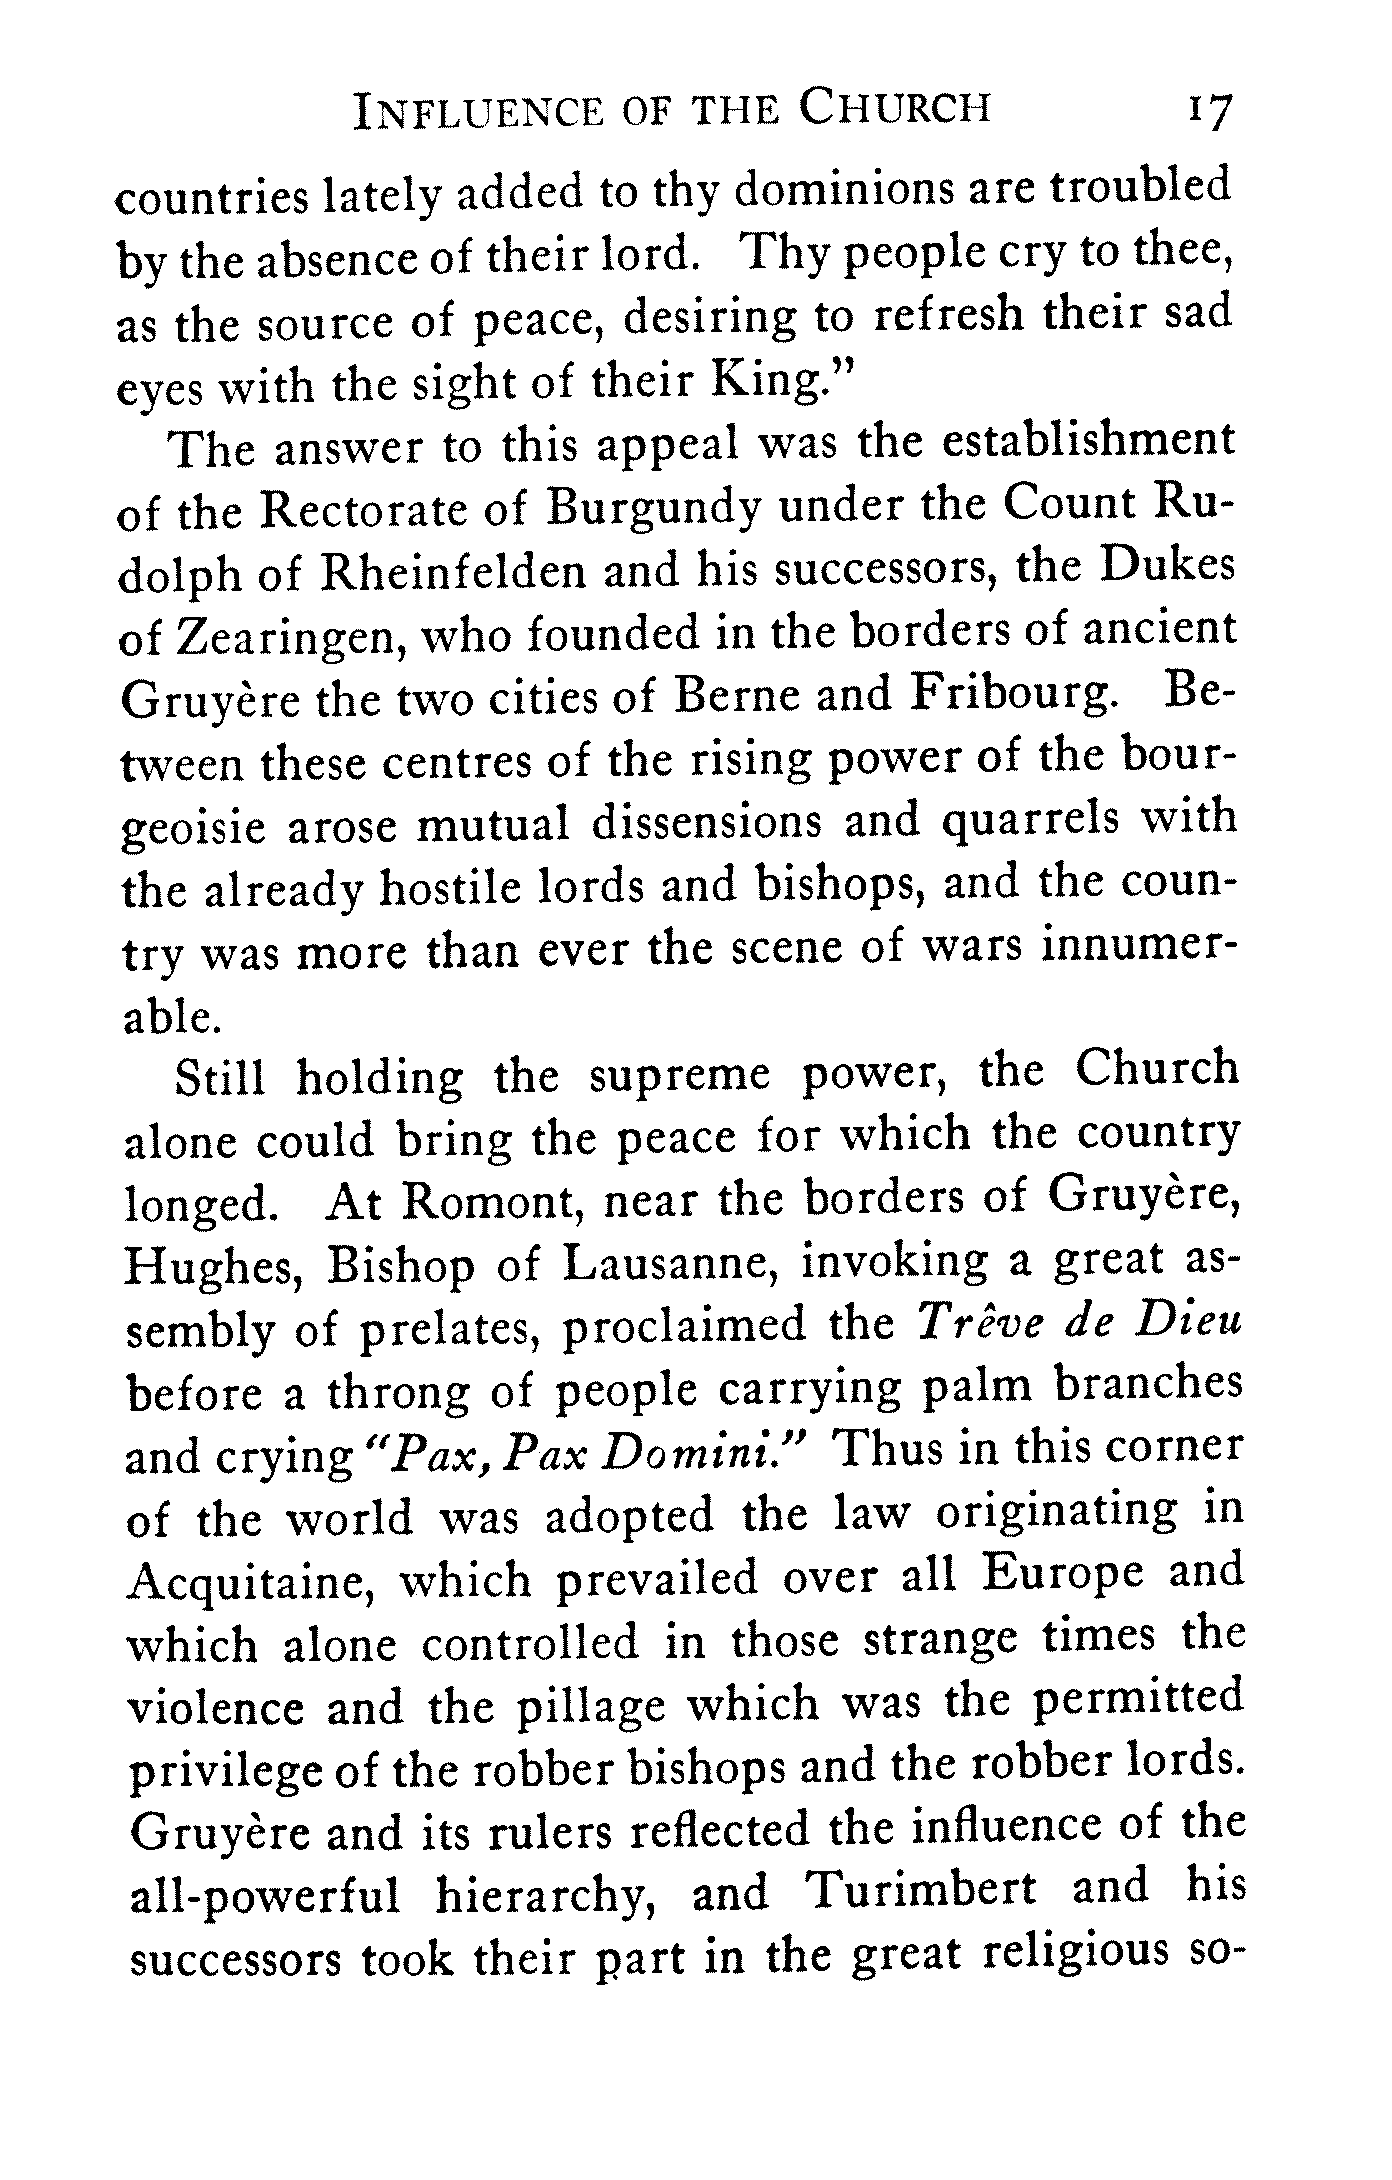 INFLUENCE OF THE CHURCH 17
countries lately added to thy dominions are troubled
by the absence of their lord. Thy people cry to thee,
as the source of peace, desiring to refresh their sad
eyes with the sight of their King."
The answer to this appeal was the establishment
of the Rectorate of Burgundy under the Count Ru-
dolph of Rheinfelden and his successors, the Dukes
of Zearingen, who founded in the borders of ancient
Gruyère the two cities of Berne and Fribourg. Be-
tween these centres of the rising power of the bour-
geoisie arose mutual dissensions and quarrels with
the already hostile lords and bishops, and the coun-
try was more than ever the scene of wars innumer-
able.
Still holding the supreme power, the Church
alone could bring the peace for which the country
longed. At Romont, near the borders of Gruyère,
Hughes, Bishop of Lausanne, invoking a great as-
sembly of prelates, proclaimed the Trêve de Dieu
before a throng of people carrying palm branches
and crying "Pax, Pax Domini." Thus in this corner
of the world was adopted the law originating in
Acquitaine, which prevailed over all Europe and
which alone controlled in those strange times the
violence and the pillage which was the permitted
privilege of the robber bishops and the robber lords.
Gruyère and its rulers reflected the influence of the
all-powerful hierarchy, and Turimbert and his
successors took their part in the great religious so-